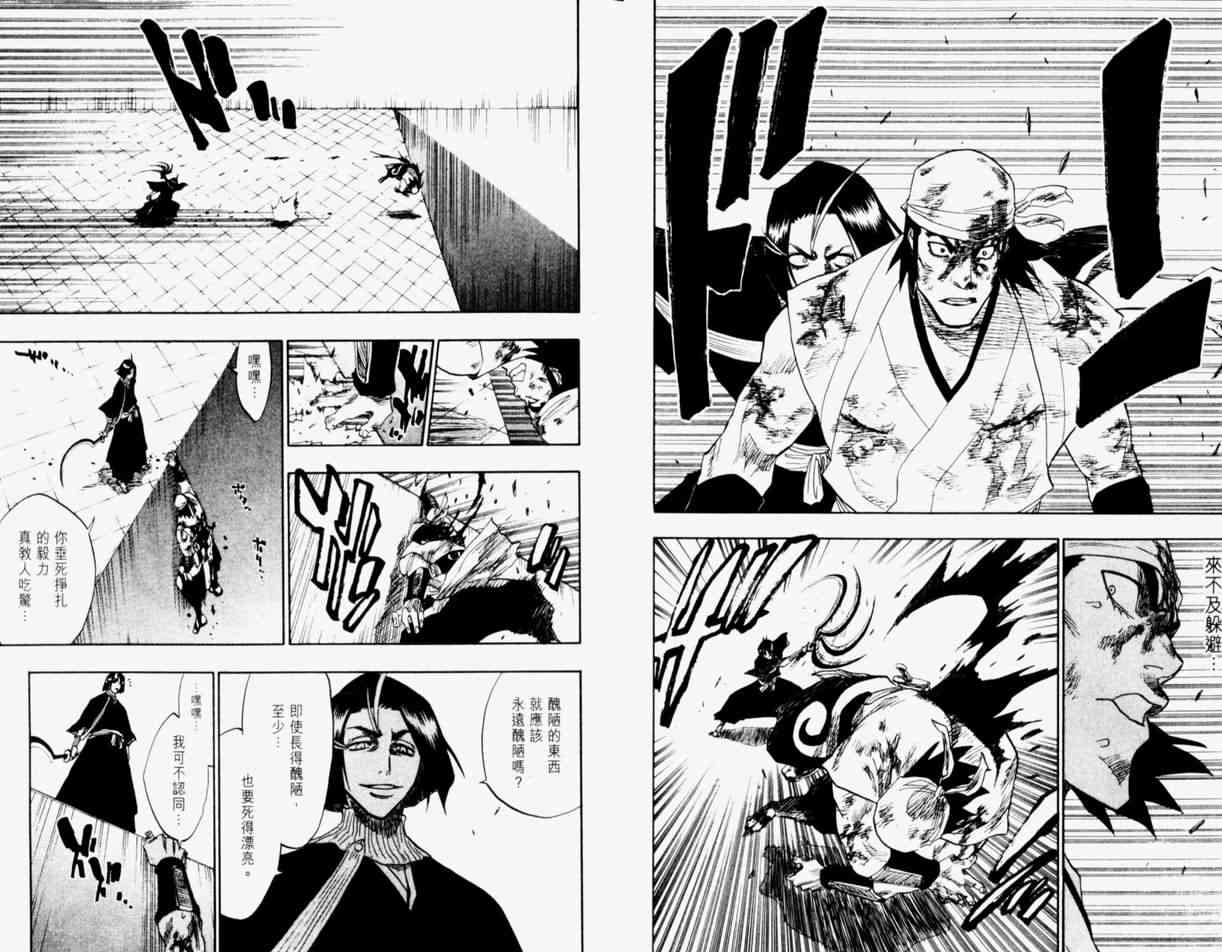 來不及躲避…
嘿
嘿…
你垂死掙扎
的毅力
真教人吃驚…
醜陋的東西
就應該
永遠醜陋嗎？
即使長得醜陋，
至少…
也要死得漂亮。
…嘿嘿…
我可不認同…